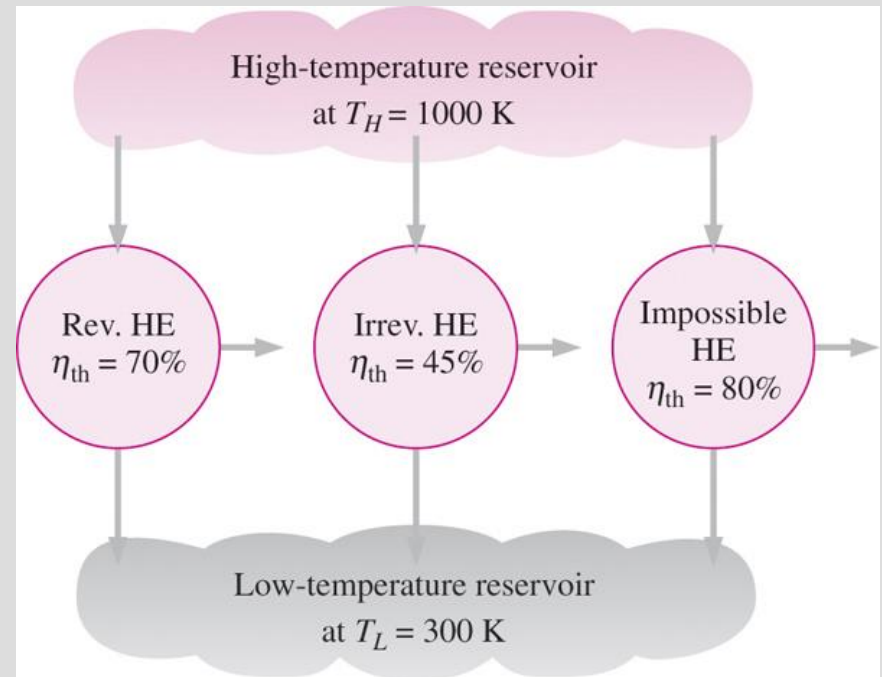 High-temperature reservoir
at T_H = 1000 K
Rev. HE
η_th = 70%
Irrev. HE
η_th = 45%
Impossible
HE
η_th = 80%
Low-temperature reservoir
at T_L = 300 K